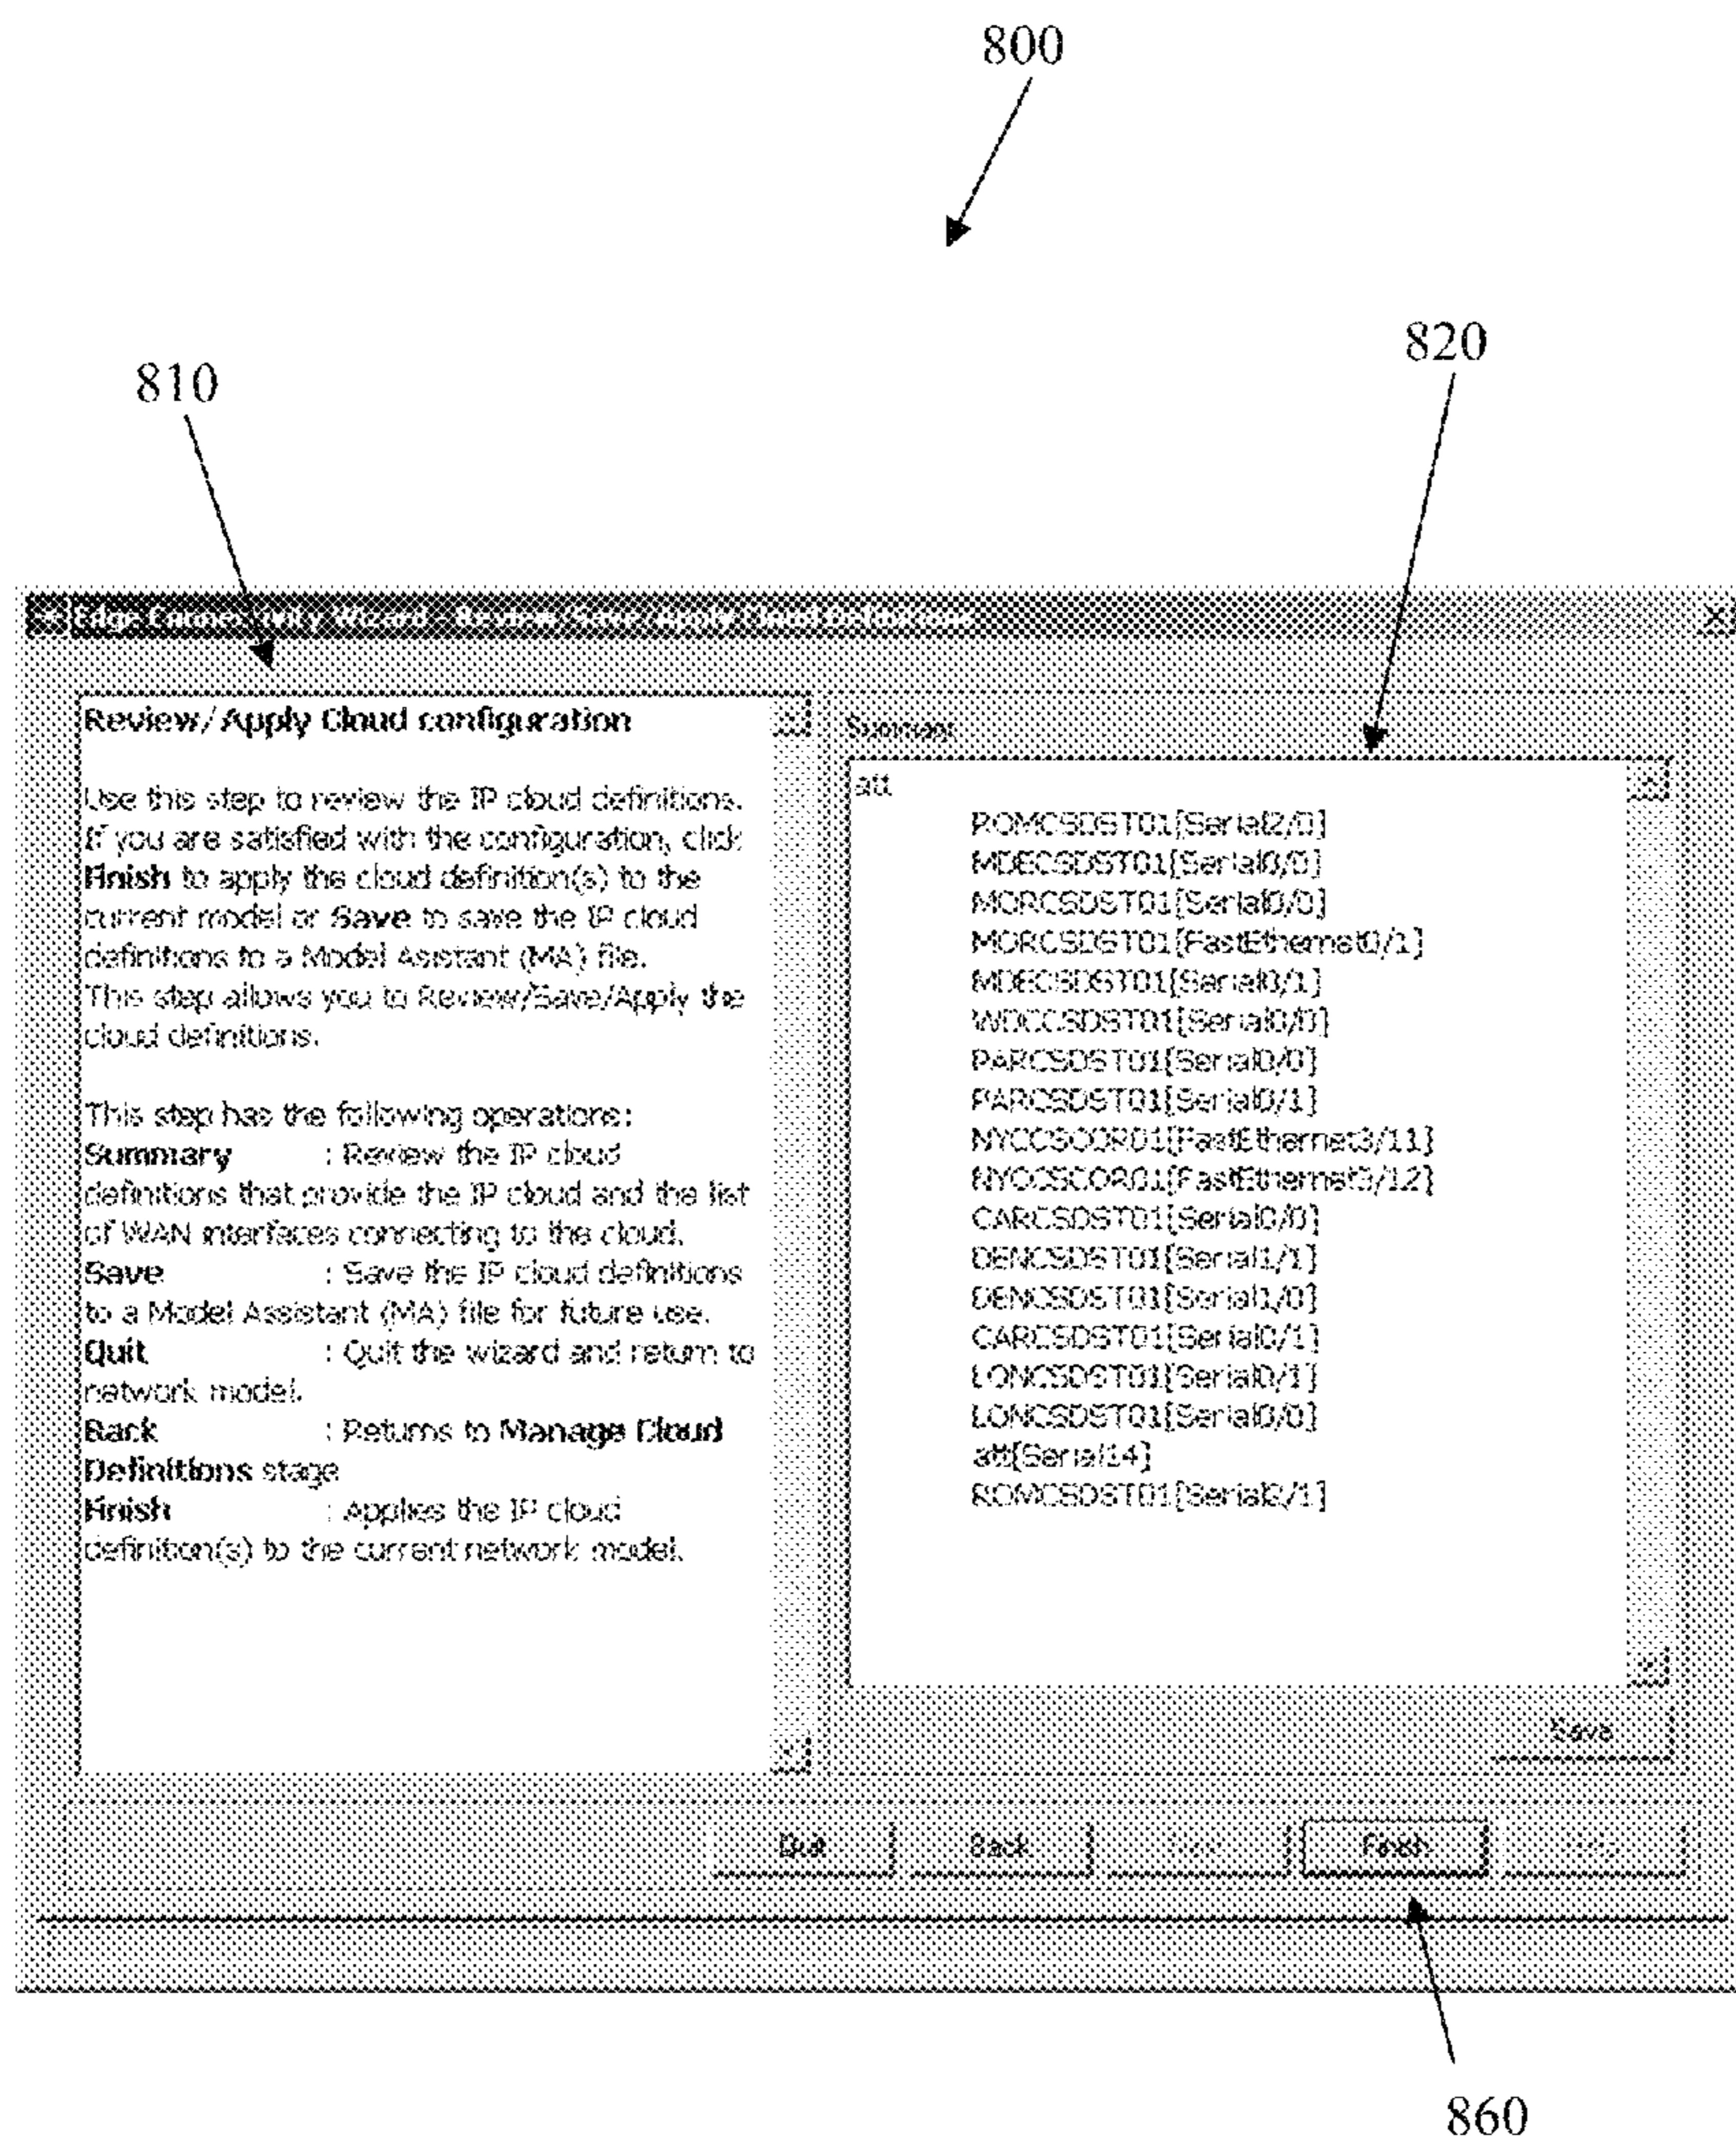 800
820
810
Edge Connectivity Wizard - Review/Save/Apply Cloud Definitions
Review/Apply Cloud configuration
Use this step to review the IP cloud definitions.
If you are satisfied with the configuration, click
Finish to apply the cloud definition(s) to the
current model or Save to save the IP cloud
definitions to a Model Assistant (MA) file.
This step allows you to Review/Save/Apply the
cloud definitions.
This step has the following operations:
Summary : Review the IP cloud
definitions that provide the IP cloud and the list
of WAN interfaces connecting to the cloud.
Save : Save the IP cloud definitions
to a Model Assistant (MA) file for future use.
Quit : Quit the wizard and return to
network model.
Back : Returns to Manage Cloud
Definitions stage
Finish : Applies the IP cloud
definition(s) to the current network model.
Summary
att
ROMCSDST01[Serial2/0]
MDECSDST01[Serial0/0]
MORCSDST01[Serial0/0]
MORCSDST01[FastEthernet0/1]
MDECSDST01[Serial0/1]
WDCCSDST01[Serial0/0]
PARCSDST01[Serial0/0]
PARCSDST01[Serial0/1]
NYCCSCOR01[FastEthernet3/11]
NYCCSCOR01[FastEthernet3/12]
CARCSDST01[Serial0/0]
DENCSDST01[Serial1/1]
DENCSDST01[Serial1/0]
CARCSDST01[Serial0/1]
LONCSDST01[Serial0/1]
LONCSDST01[Serial0/0]
att[Serial14]
ROMCSDST01[Serial2/1]
Save
Quit
Back
Finish
860